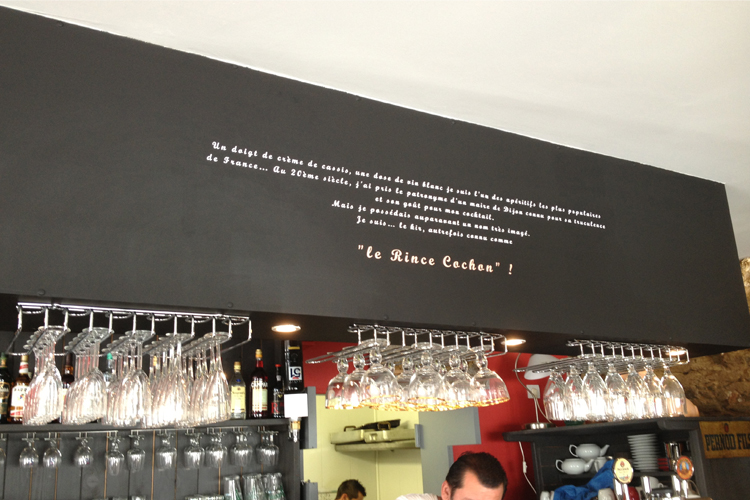 Un doigt de crème de cassis, une dose de vin blanc je suis l'un des apéritifs les plus populaires
de France... Au 20ème siècle, j'ai pris le patronyme d'un maire de Dijon connu pour sa truculence
et son goût pour mon cocktail.
Mais je possédais auparavant un nom très imagé.
Je suis... le kir, autrefois connu comme
"le Rince Cochon" !
PERNOD FILS